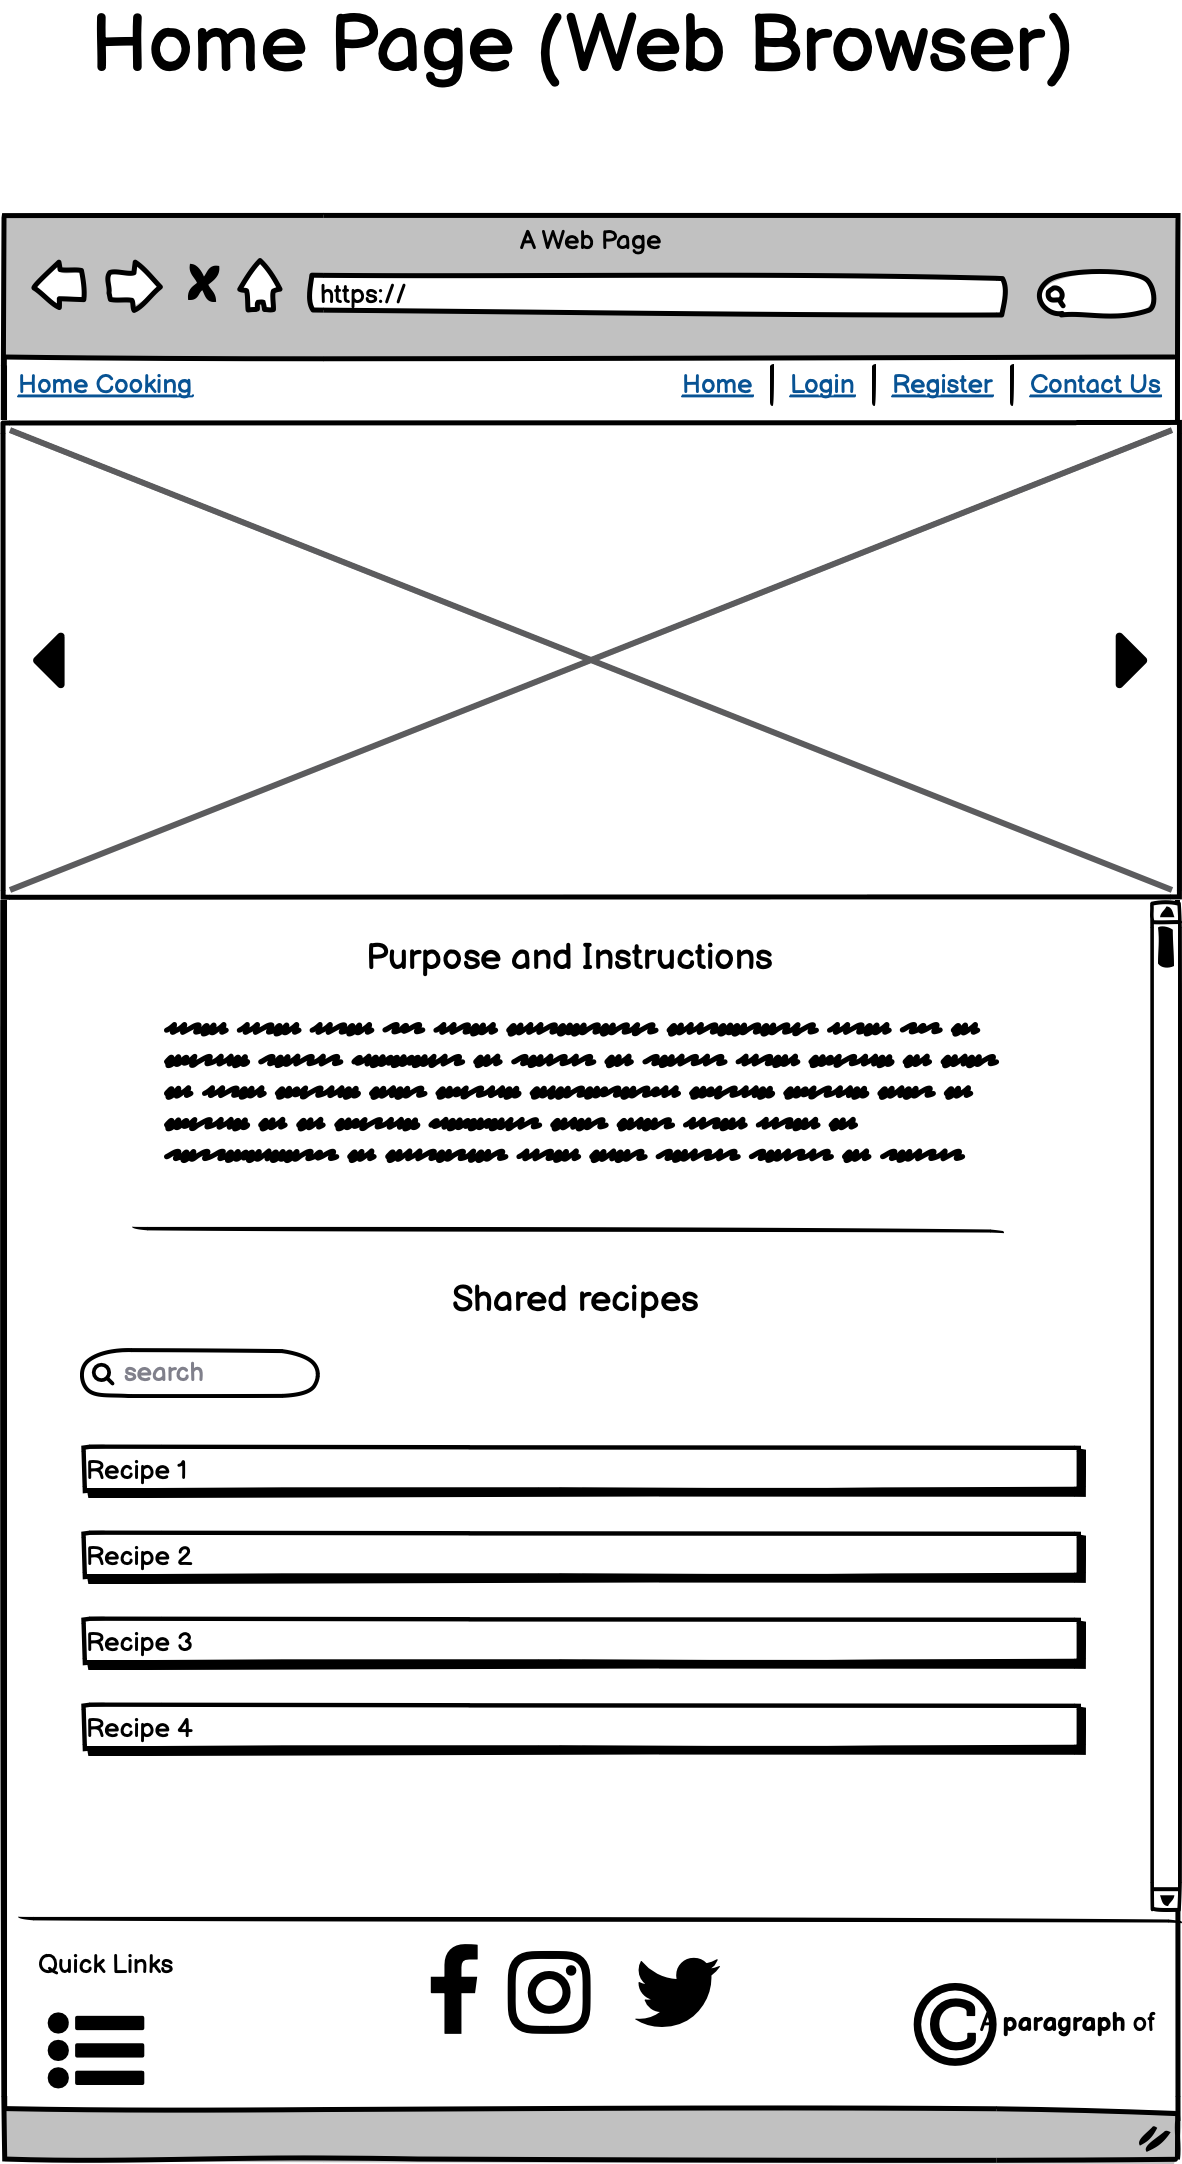 Home Page (Web Browser)
A Web Page
https://
Home Cooking
Home Login Register Contact Us
Purpose and Instructions
Shared recipes
search
Recipe 1
Recipe 2
Recipe 3
Recipe 4
Quick Links
© A paragraph of